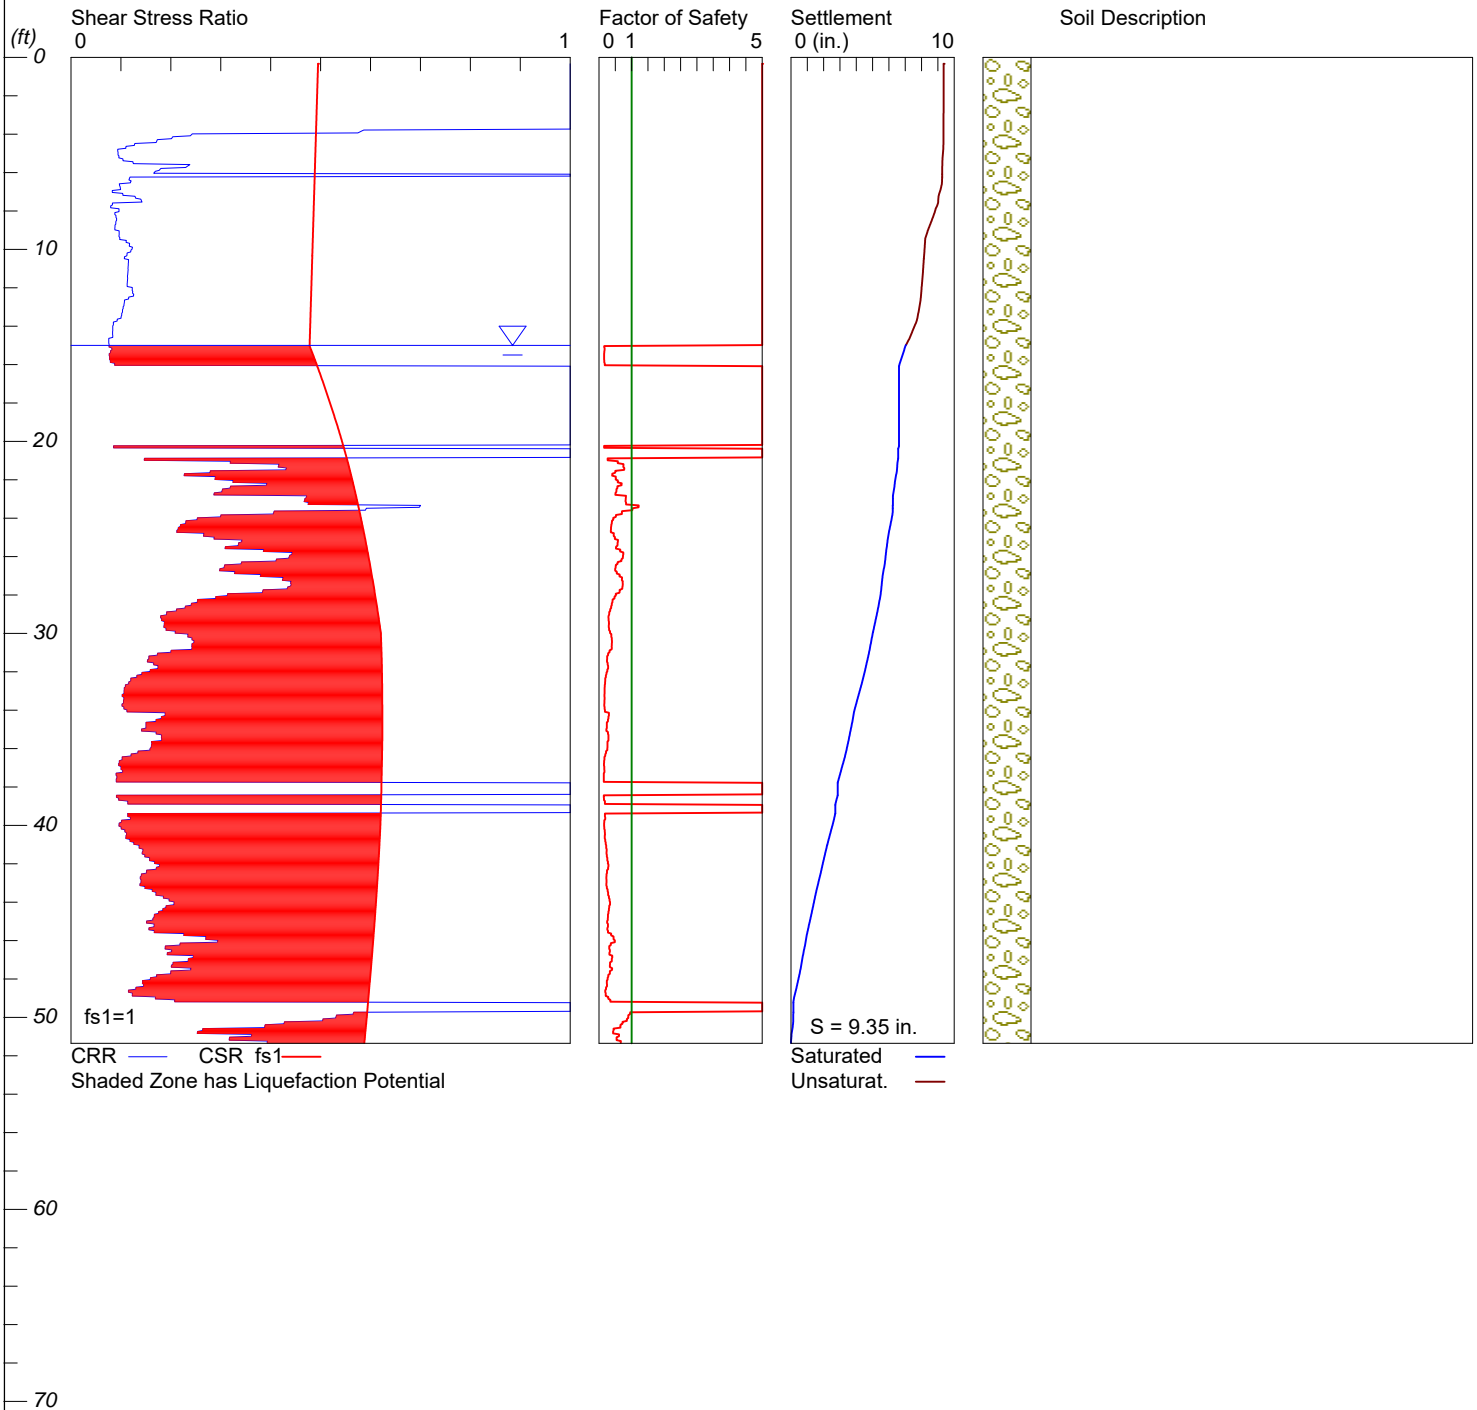 Shear Stress Ratio Factor of Safety Settlement Soil Description
(ft) 0 1 0 1 5 0 (in.) 10
0
10
20
30
40
50
fs1=1 S = 9.35 in.
CRR CSR fs1 Saturated
Shaded Zone has Liquefaction Potential Unsaturat.
60
70